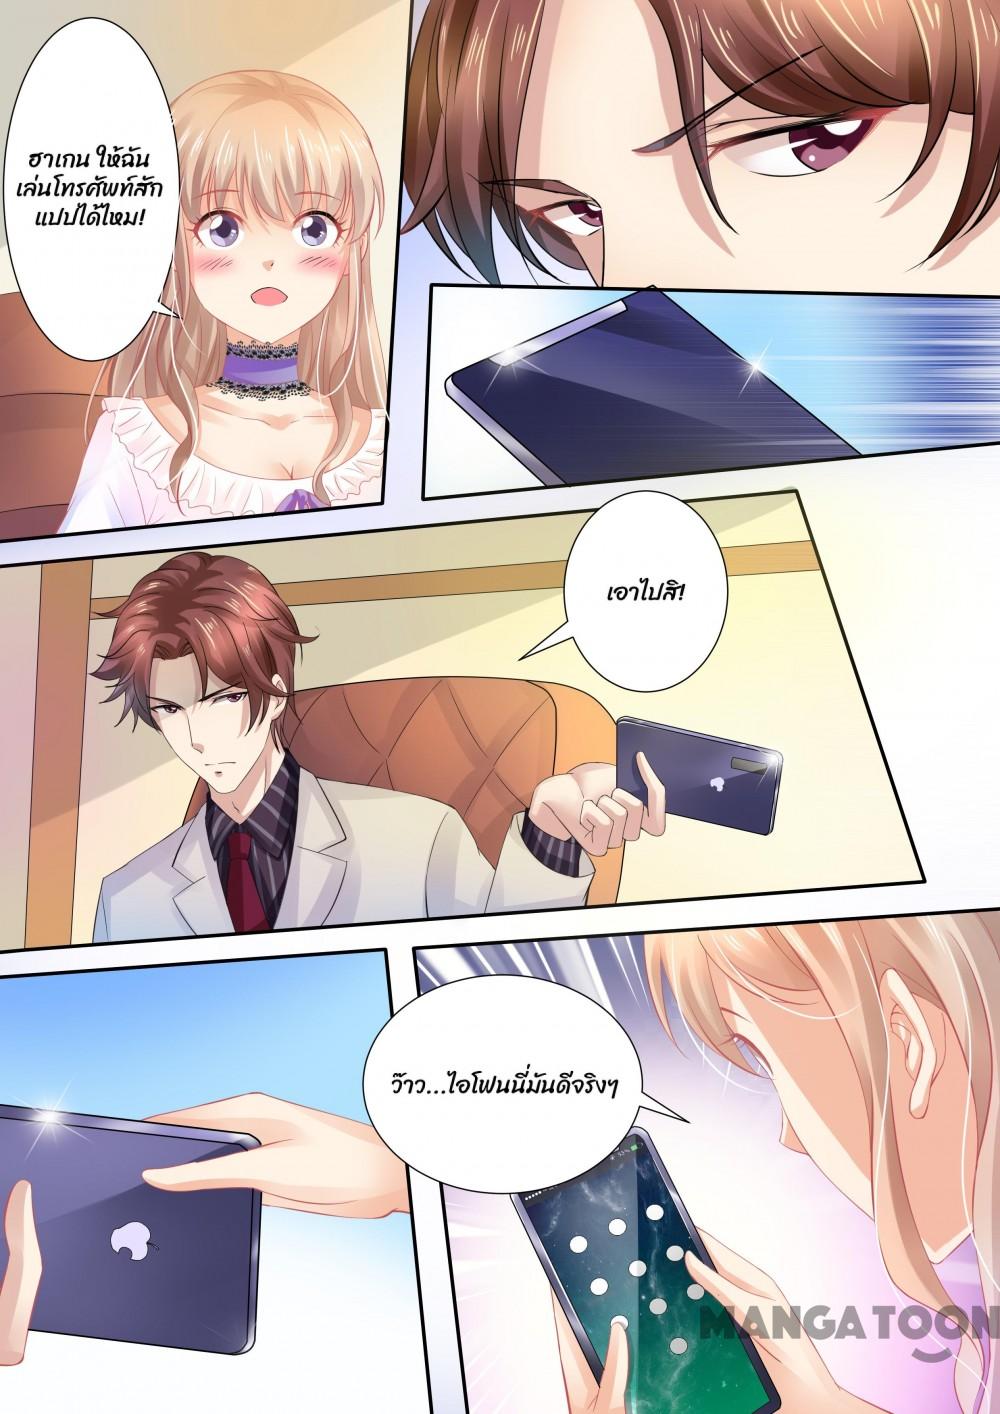 ฮาเกน ให้ฉัน
เล่นโทรศัพท์สัก
แปปได้ไหม!
เอาไปสิ!
ว๊าว...ไอโฟนนี่มันดีจริงๆ
53%
MANGATOON